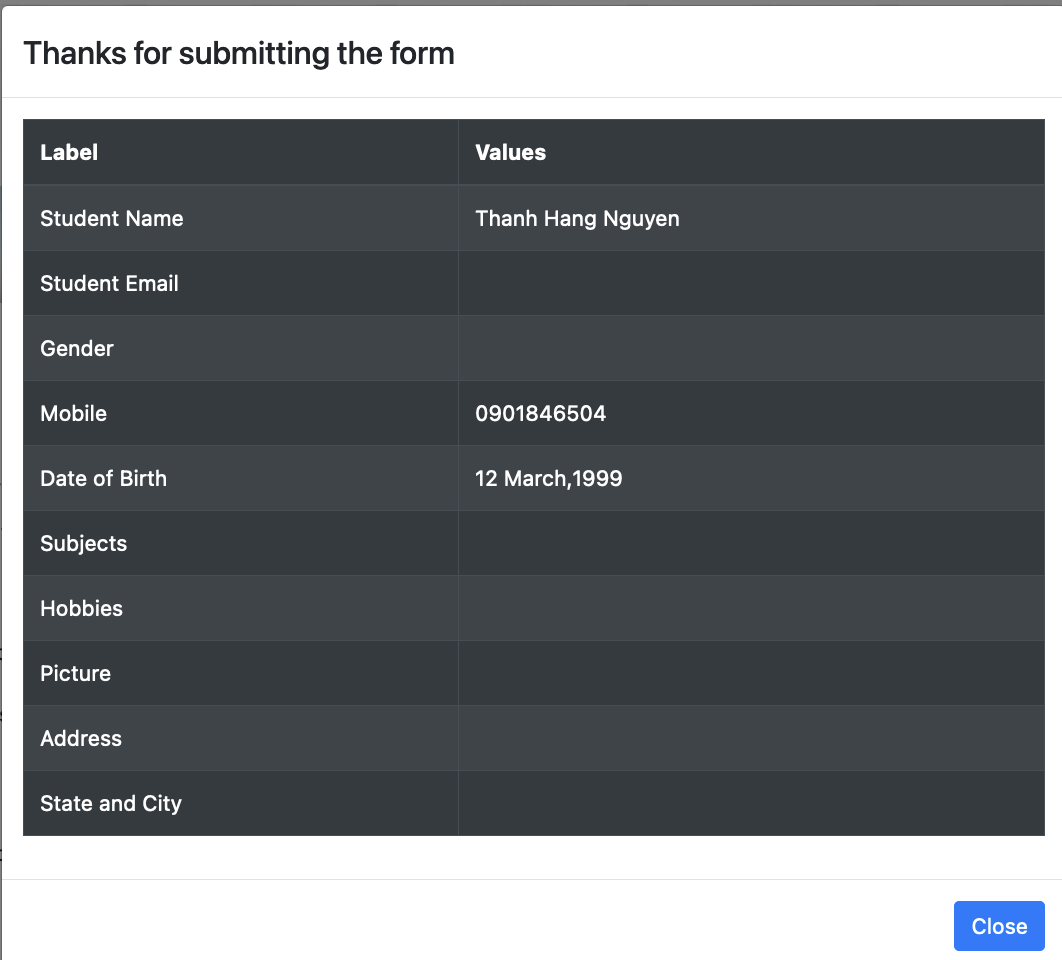 Thanks for submitting the form
Label Values
Student Name Thanh Hang Nguyen
Student Email
Gender
Mobile 0901846504
Date of Birth 12 March,1999
Subjects
Hobbies
Picture
Address
State and City
Close